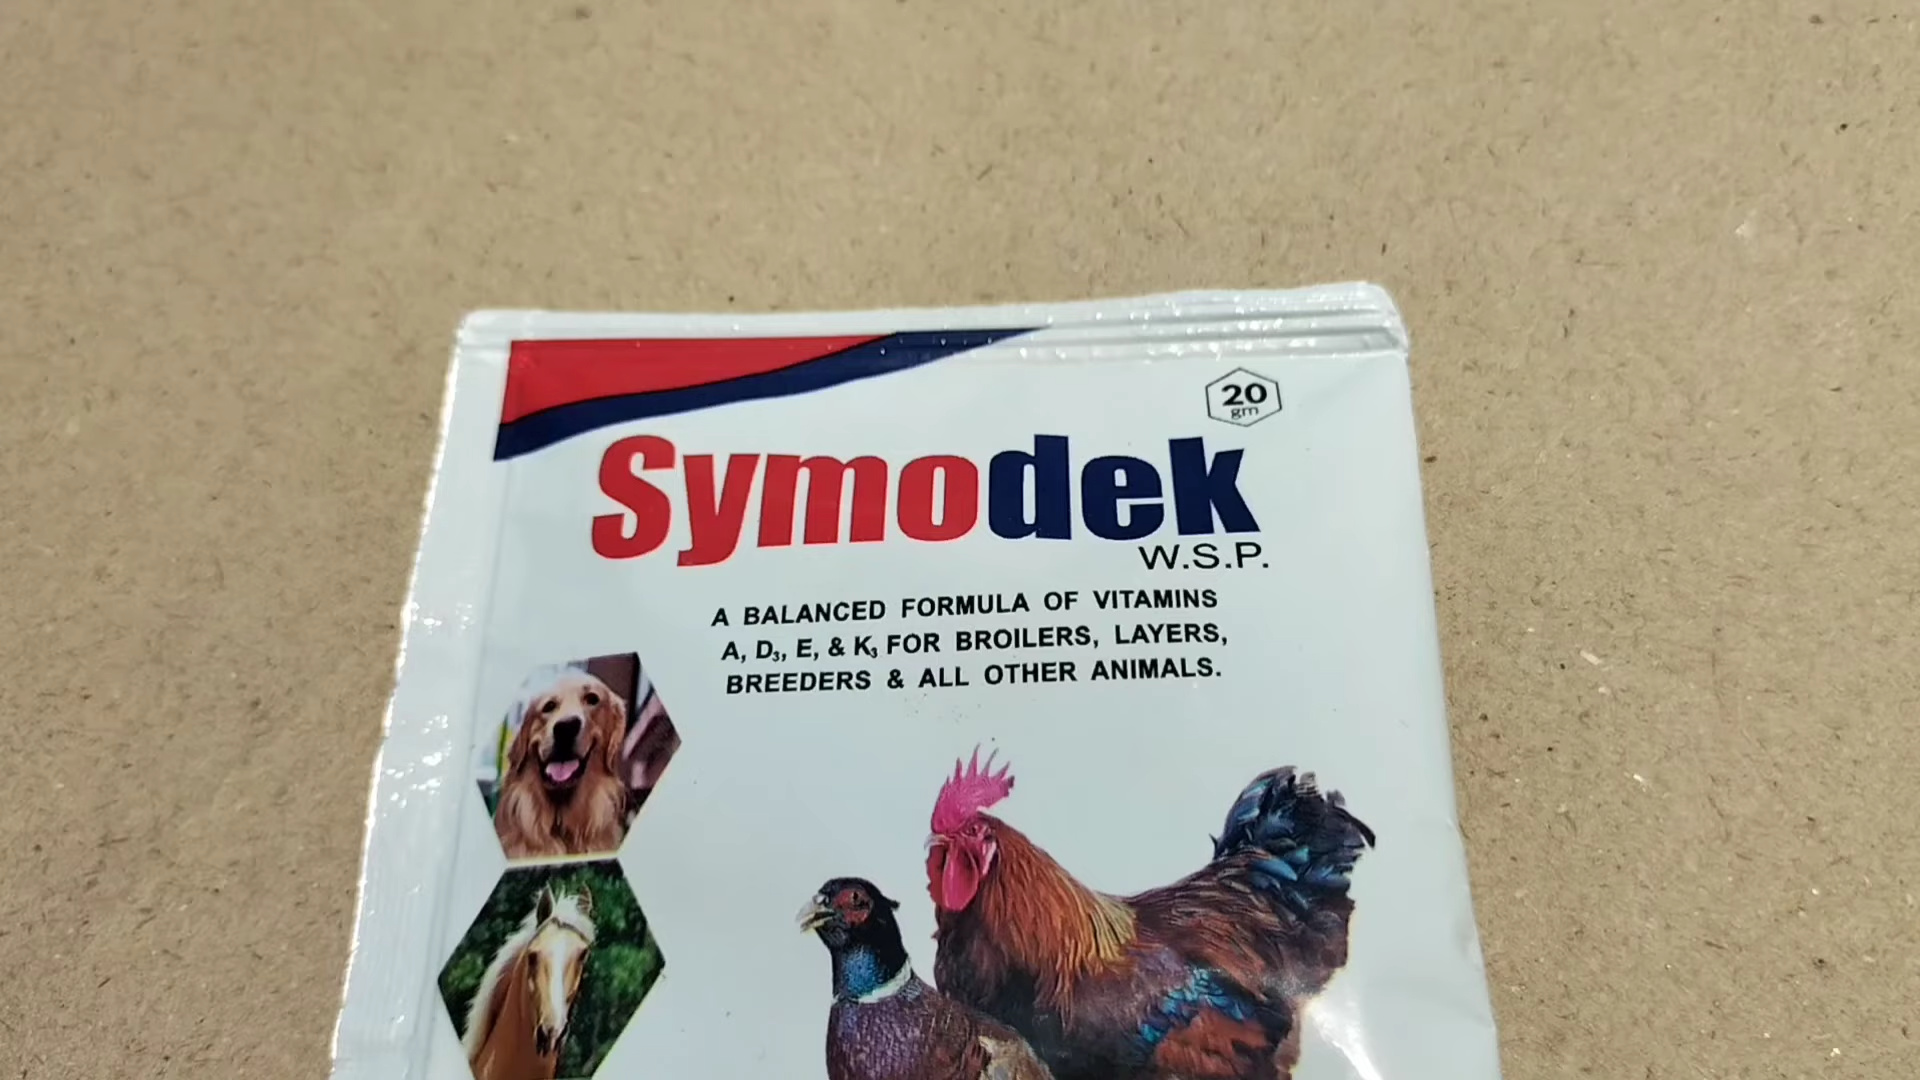 20
gm
Symodek
W.S.P.
A BALANCED FORMULA OF VITAMINS
A, D₃, E, & K₃ FOR BROILERS, LAYERS,
BREEDERS & ALL OTHER ANIMALS.